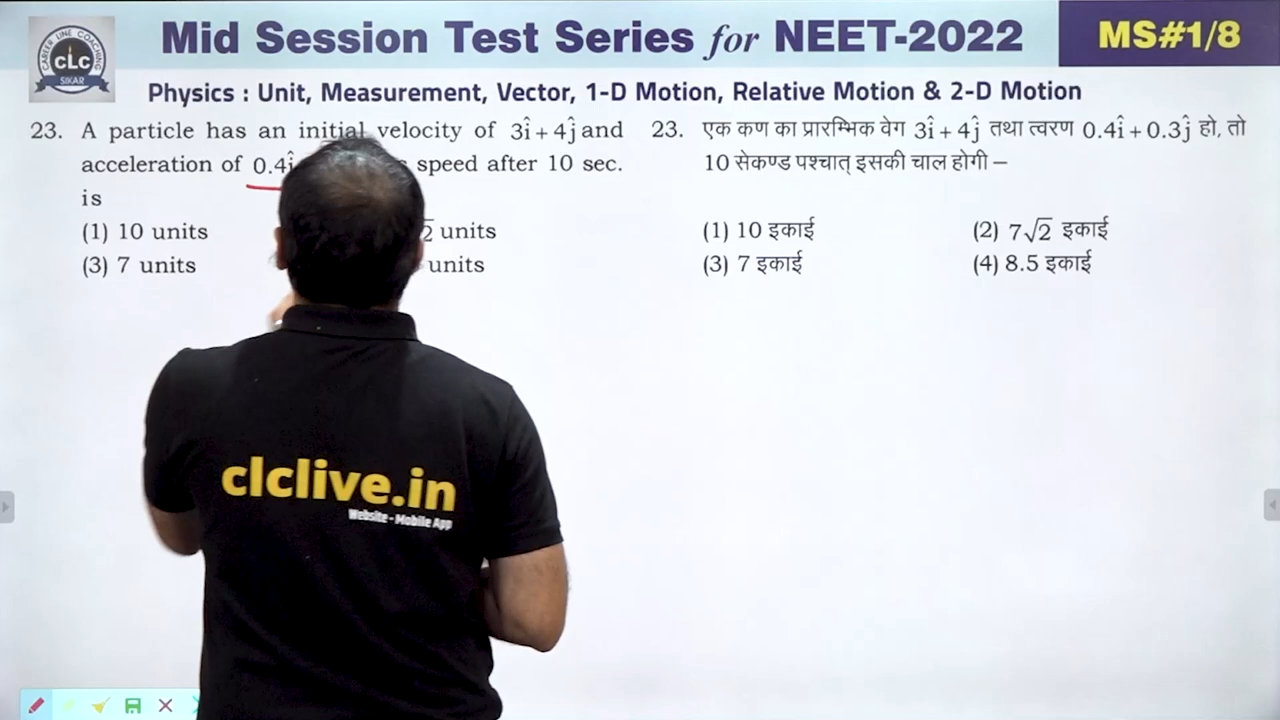 Mid Session Test Series for NEET-2022
MS#1/8
CAREER LINE COACHING
CLC
SIKAR
Physics : Unit, Measurement, Vector, 1-D Motion, Relative Motion & 2-D Motion
23. A particle has an initial velocity of 3î + 4ĵ and
acceleration of 0.4î speed after 10 sec.
is
(1) 10 units 2 units
(3) 7 units units
23. एक कण का प्रारम्भिक वेग 3î + 4ĵ तथा त्वरण 0.4î + 0.3ĵ हो, तो
10 सेकण्ड पश्चात् इसकी चाल होगी –
(1) 10 इकाई (2) 7√2 इकाई
(3) 7 इकाई (4) 8.5 इकाई
clclive.in
Website - Mobile App